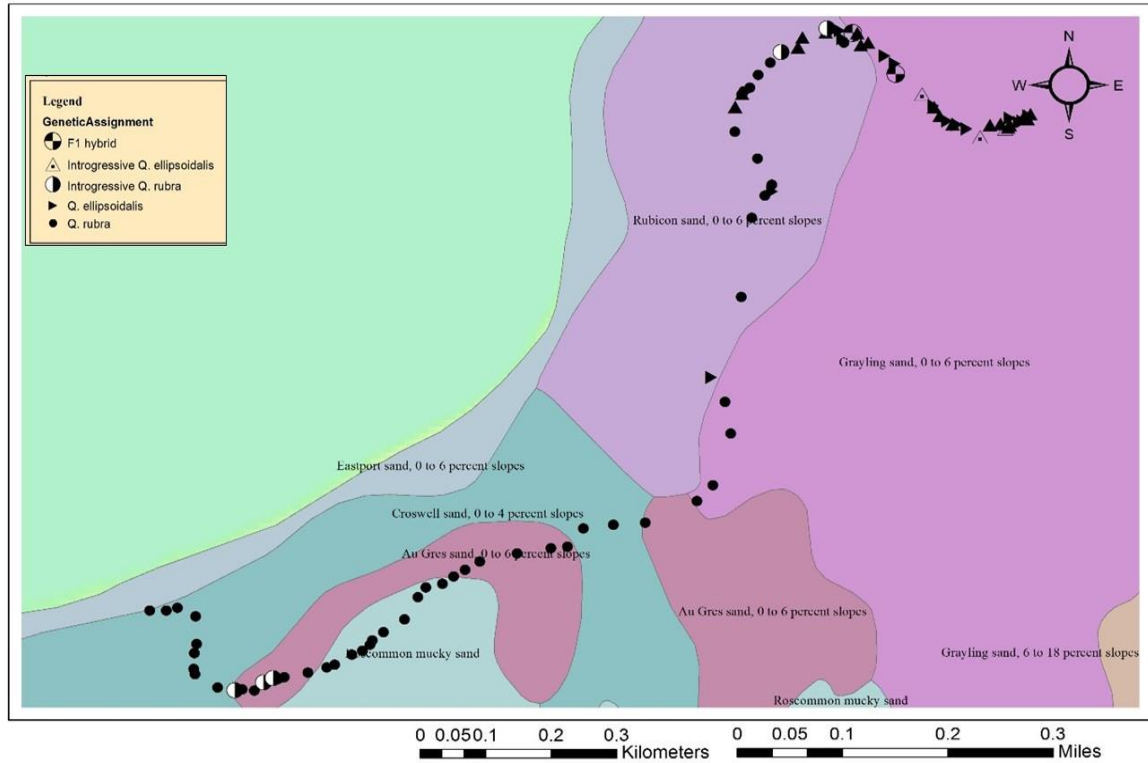 Legend
GeneticAssignment
F1 hybrid
Introgressive Q. ellipsoidalis
Introgressive Q. rubra
Q. ellipsoidalis
Q. rubra
N
W E
S
Rubicon sand, 0 to 6 percent slopes
Grayling sand, 0 to 6 percent slopes
Eastport sand, 0 to 6 percent slopes
Croswell sand, 0 to 4 percent slopes
Au Gres sand, 0 to 6 percent slopes
Au Gres sand, 0 to 6 percent slopes
Roscommon mucky sand
Grayling sand, 6 to 18 percent slopes
Roscommon mucky sand
0 0.05 0.1 0.2 0.3
Kilometers
0 0.05 0.1 0.2 0.3
Miles